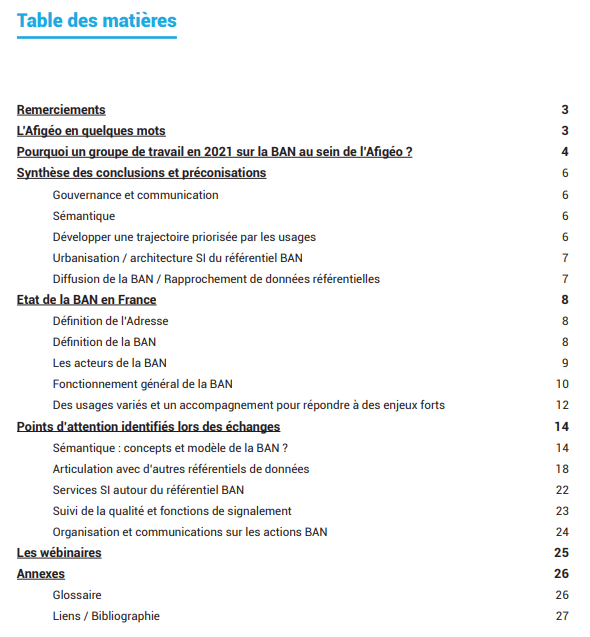 Table des matières
Remerciements 3
L'Afigéo en quelques mots 3
Pourquoi un groupe de travail en 2021 sur la BAN au sein de l'Afigéo ? 4
Synthèse des conclusions et préconisations 6
Gouvernance et communication 6
Sémantique 6
Développer une trajectoire priorisée par les usages 6
Urbanisation / architecture SI du référentiel BAN 7
Diffusion de la BAN / Rapprochement de données référentielles 7
Etat de la BAN en France 8
Définition de l'Adresse 8
Définition de la BAN 8
Les acteurs de la BAN 9
Fonctionnement général de la BAN 10
Des usages variés et un accompagnement pour répondre à des enjeux forts 12
Points d'attention identifiés lors des échanges 14
Sémantique : concepts et modèle de la BAN ? 14
Articulation avec d'autres référentiels de données 18
Services SI autour du référentiel BAN 22
Suivi de la qualité et fonctions de signalement 23
Organisation et communications sur les actions BAN 24
Les wébinaires 25
Annexes 26
Glossaire 26
Liens / Bibliographie 27